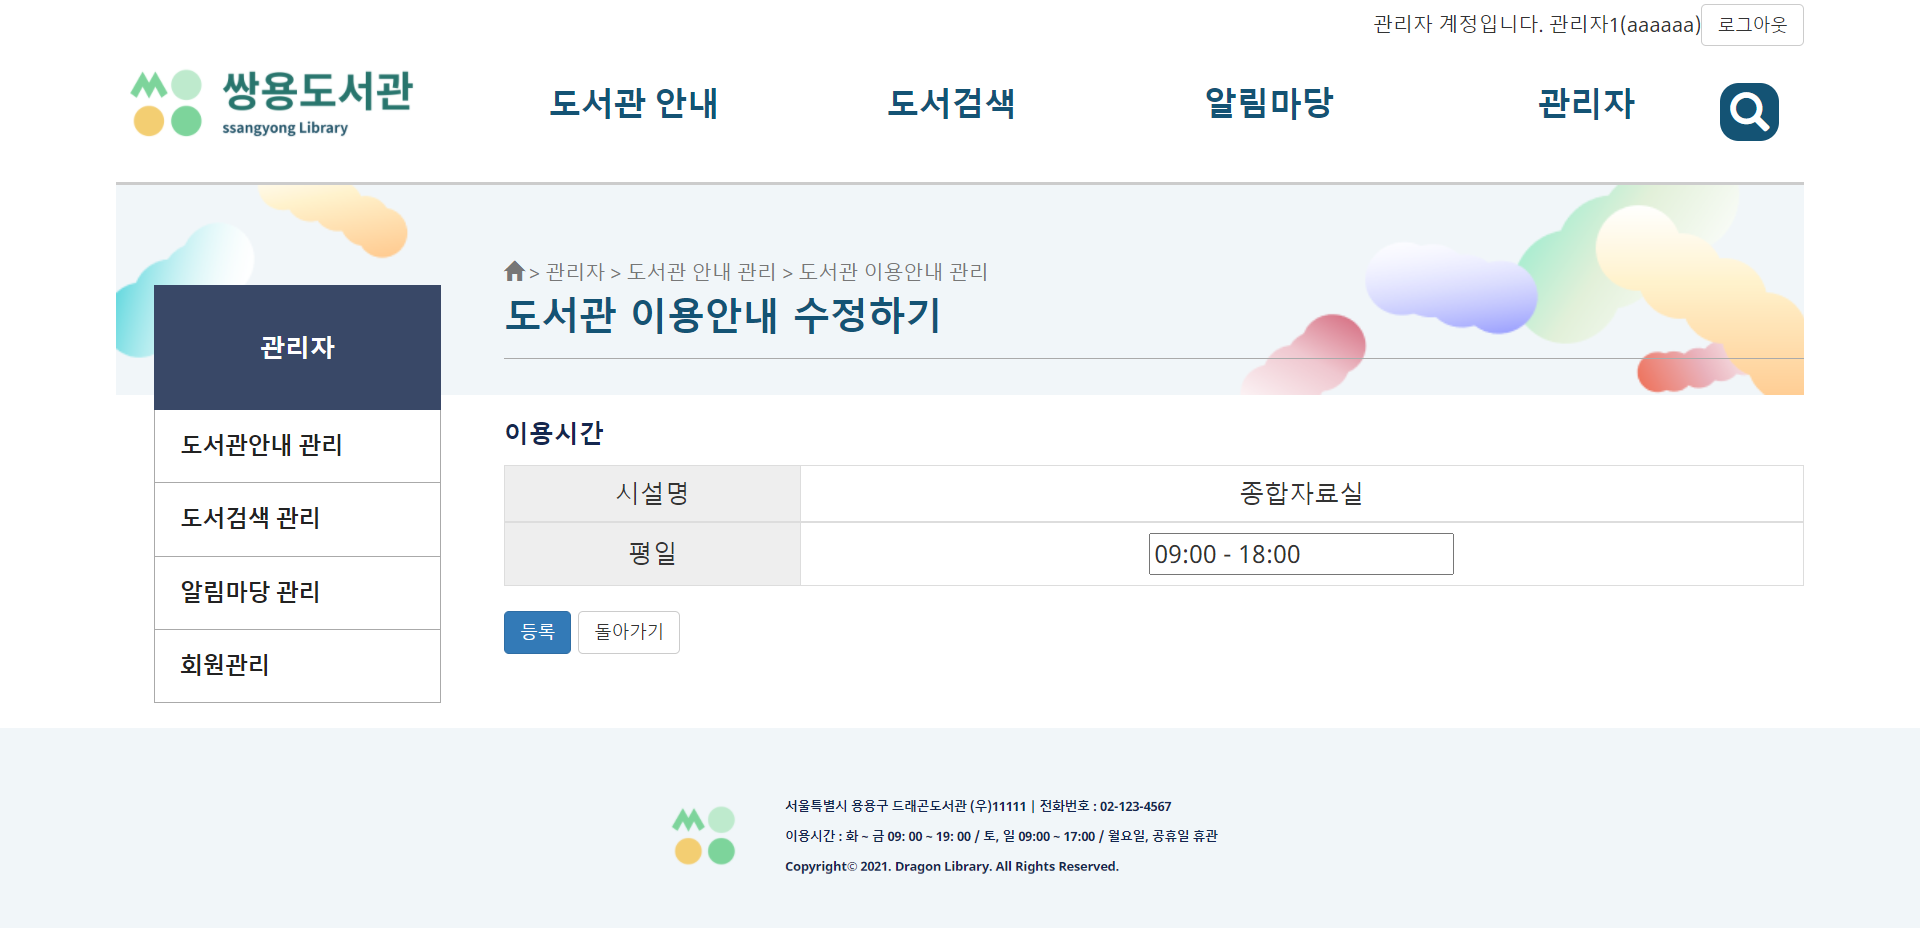 관리자 계정입니다. 관리자1(aaaaaa) 로그아웃
쌍용도서관
ssangyong Library
도서관 안내 도서검색 알림마당 관리자
> 관리자 > 도서관 안내 관리 > 도서관 이용안내 관리
도서관 이용안내 수정하기
관리자
도서관안내 관리
도서검색 관리
알림마당 관리
회원관리
이용시간
시설명 종합자료실
평일 09:00 - 18:00
등록 돌아가기
서울특별시 용용구 드래곤도서관 (우)11111 | 전화번호 : 02-123-4567
이용시간 : 화 ~ 금 09: 00 ~ 19: 00 / 토, 일 09:00 ~ 17:00 / 월요일, 공휴일 휴관
Copyright© 2021. Dragon Library. All Rights Reserved.